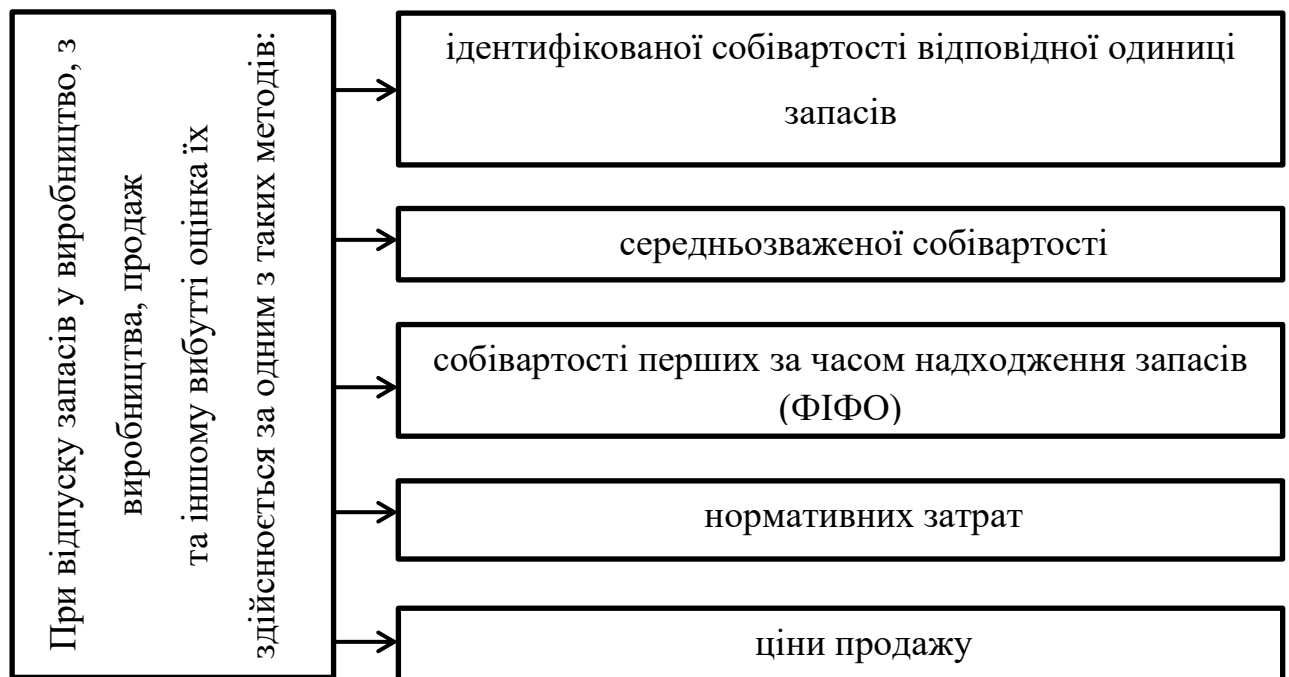 При відпуску запасів у виробництво, з
виробництва, продаж
та іншому вибутті оцінка їх
здійснюється за одним з таких методів:
ідентифікованої собівартості відповідної одиниці
запасів
середньозваженої собівартості
собівартості перших за часом надходження запасів
(ФІФО)
нормативних затрат
ціни продажу